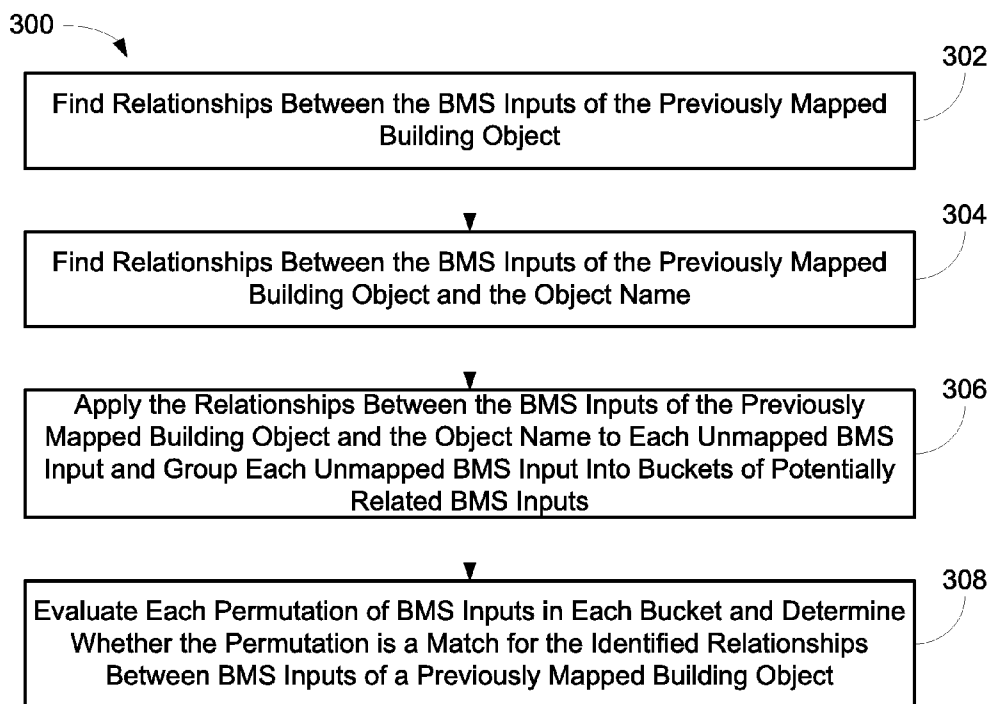 300
302
Find Relationships Between the BMS Inputs of the Previously Mapped
Building Object
304
Find Relationships Between the BMS Inputs of the Previously Mapped
Building Object and the Object Name
306
Apply the Relationships Between the BMS Inputs of the Previously
Mapped Building Object and the Object Name to Each Unmapped BMS
Input and Group Each Unmapped BMS Input Into Buckets of Potentially
Related BMS Inputs
308
Evaluate Each Permutation of BMS Inputs in Each Bucket and Determine
Whether the Permutation is a Match for the Identified Relationships
Between BMS Inputs of a Previously Mapped Building Object